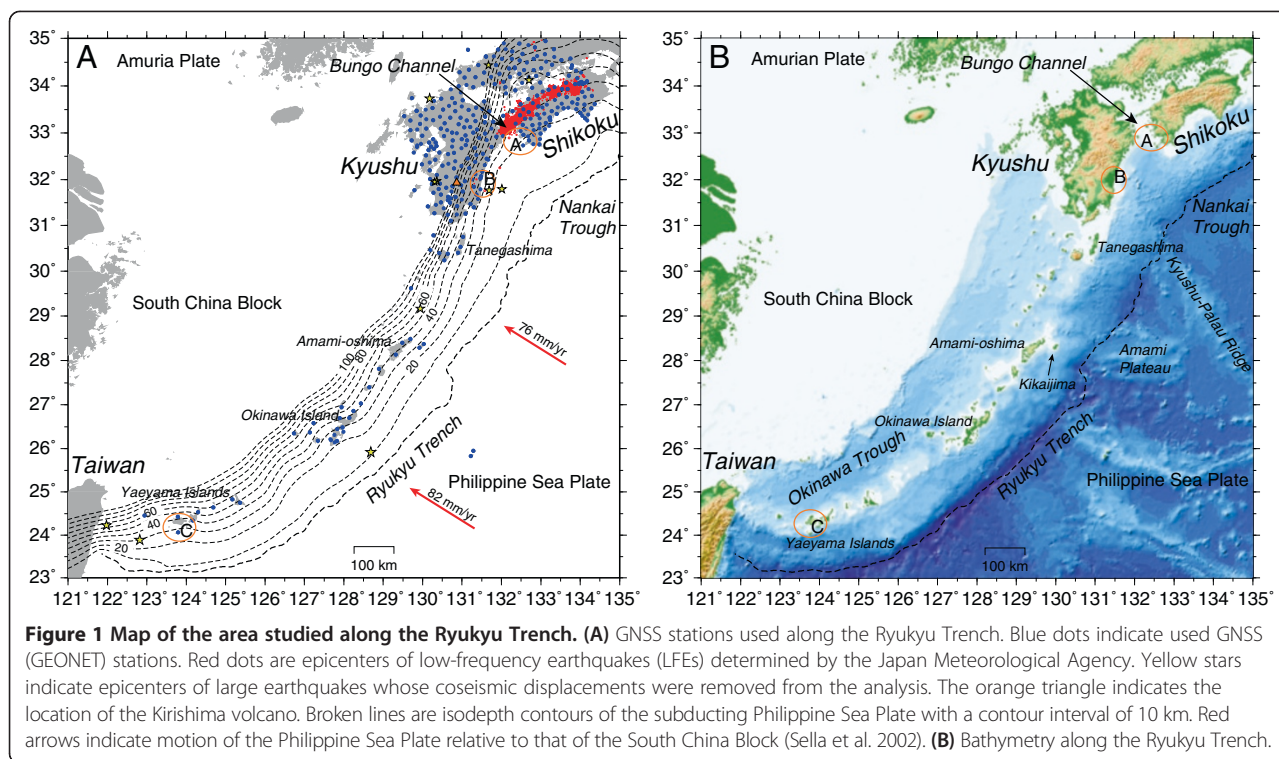 A
Amuria Plate
Bungo Channel
Kyushu
Shikoku
A
B
Nankai
Trough
Tanegashima
South China Block
76 mm/yr
60
40
20
100
80
Amami-oshima
Okinawa Island
Ryukyu Trench
Taiwan
Philippine Sea Plate
Yaeyama Islands
82 mm/yr
60
40
20
C
100 km
35˚
34˚
33˚
32˚
31˚
30˚
29˚
28˚
27˚
26˚
25˚
24˚
23˚
121˚ 122˚ 123˚ 124˚ 125˚ 126˚ 127˚ 128˚ 129˚ 130˚ 131˚ 132˚ 133˚ 134˚ 135˚
B
Amurian Plate
Bungo Channel
Kyushu
Shikoku
A
B
Nankai
Trough
Tanegashima
Kyushu-Palau Ridge
South China Block
Amami-oshima
Amami
Plateau
Kikaijima
Okinawa Island
Okinawa Trough
Ryukyu Trench
Taiwan
Philippine Sea Plate
C
Yaeyama Islands
100 km
35˚
34˚
33˚
32˚
31˚
30˚
29˚
28˚
27˚
26˚
25˚
24˚
23˚
121˚ 122˚ 123˚ 124˚ 125˚ 126˚ 127˚ 128˚ 129˚ 130˚ 131˚ 132˚ 133˚ 134˚ 135˚
Figure 1 Map of the area studied along the Ryukyu Trench. (A) GNSS stations used along the Ryukyu Trench. Blue dots indicate used GNSS
(GEONET) stations. Red dots are epicenters of low-frequency earthquakes (LFEs) determined by the Japan Meteorological Agency. Yellow stars
indicate epicenters of large earthquakes whose coseismic displacements were removed from the analysis. The orange triangle indicates the
location of the Kirishima volcano. Broken lines are isodepth contours of the subducting Philippine Sea Plate with a contour interval of 10 km. Red
arrows indicate motion of the Philippine Sea Plate relative to that of the South China Block (Sella et al. 2002). (B) Bathymetry along the Ryukyu Trench.